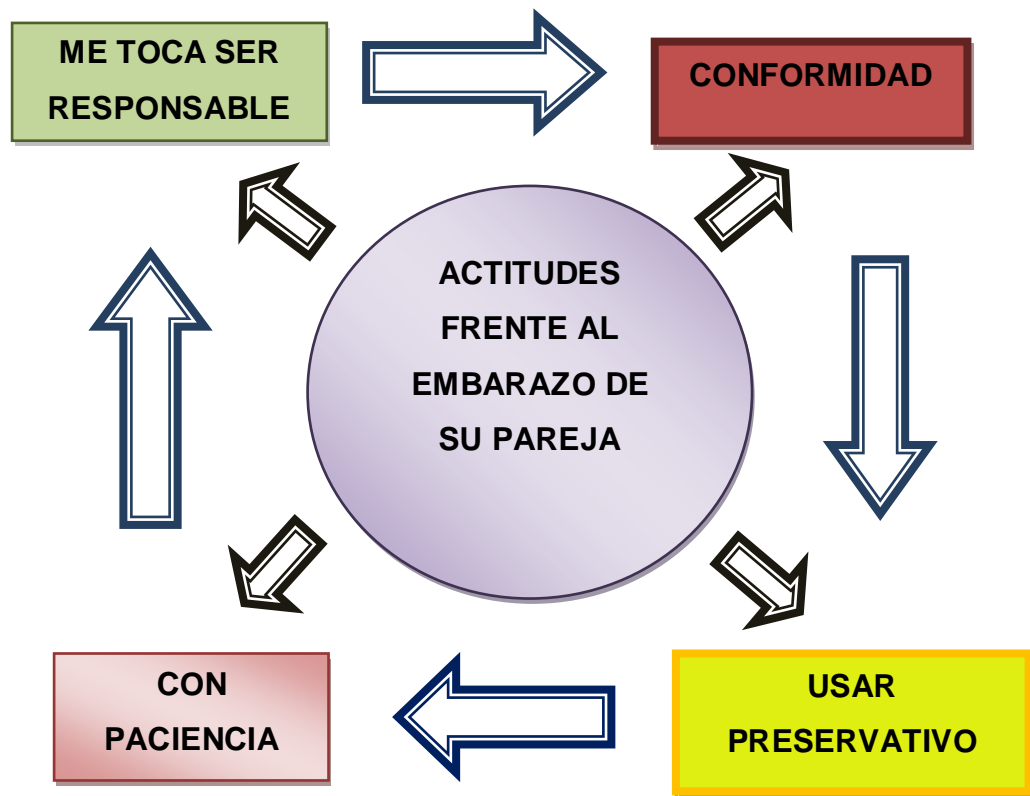 ME TOCA SER
RESPONSABLE
CONFORMIDAD
ACTITUDES
FRENTE AL
EMBARAZO DE
SU PAREJA
CON
PACIENCIA
USAR
PRESERVATIVO